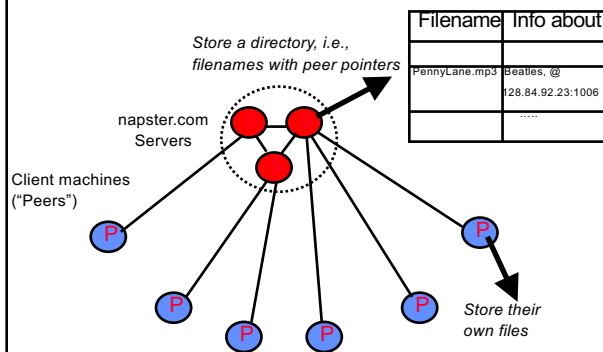 Filename Info about
Store a directory, i.e.,
filenames with peer pointers
PennyLane.mp3 Beatles, @
128.84.92.23:1006
.....
napster.com
Servers
Client machines
("Peers")
P
P
P
P
P
P
Store their
own files